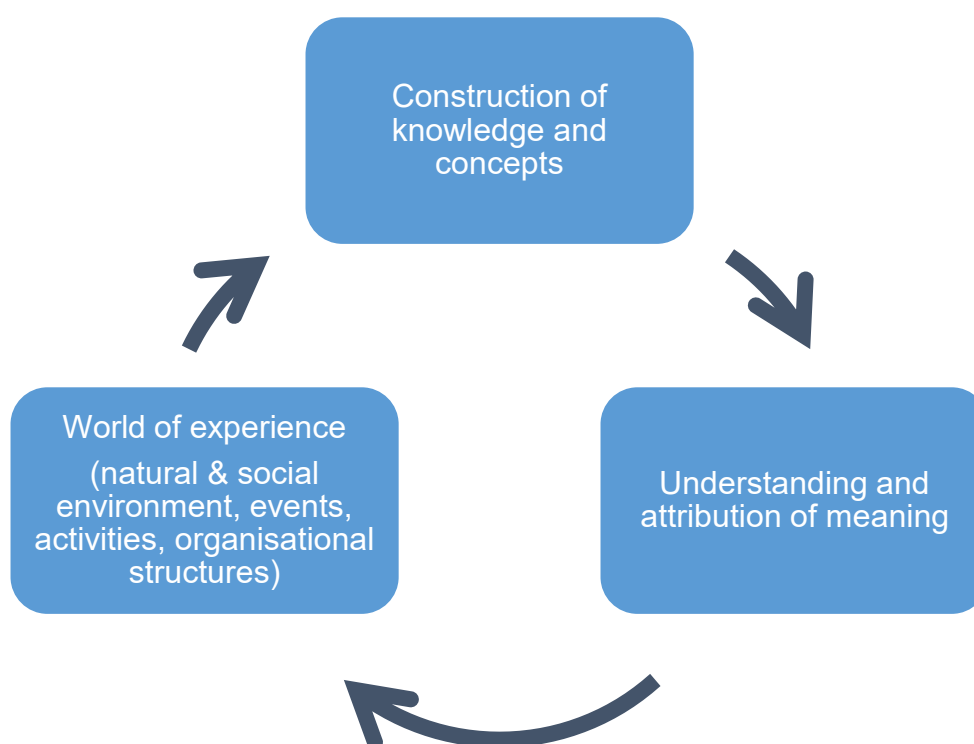 Construction of
knowledge and
concepts
World of experience
(natural & social
environment, events,
activities, organisational
structures)
Understanding and
attribution of meaning